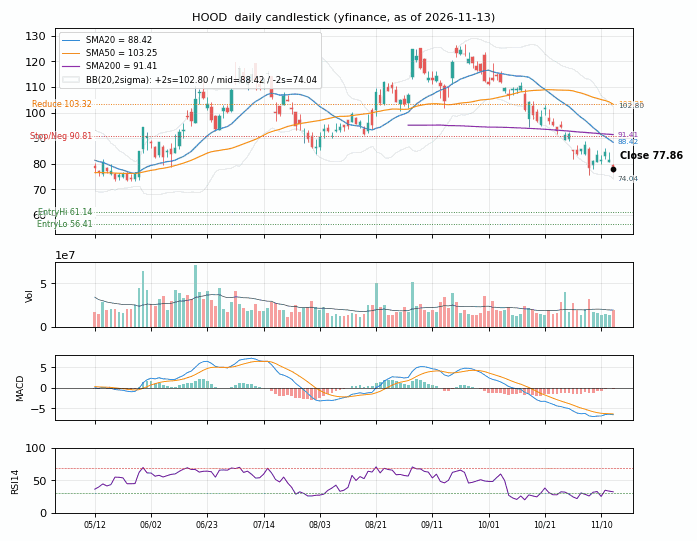 HOOD daily candlestick (yfinance, as of 2026-11-13)
SMA20 = 88.42
SMA50 = 103.25
SMA200 = 91.41
BB(20,2sigma): +2s=102.80 / mid=88.42 / -2s=74.04
130
120
110
100
90
80
70
60
Reduce 103.32
Stop/Neg 90.81
EntryHi 61.14
EntryLo 56.41
102.80
91.41
88.42
Close 77.86
74.04
1e7
Vol
5
0
MACD
5
0
−5
RSI14
100
50
0
05/12
06/02
06/23
07/14
08/03
08/21
09/11
10/01
10/21
11/10